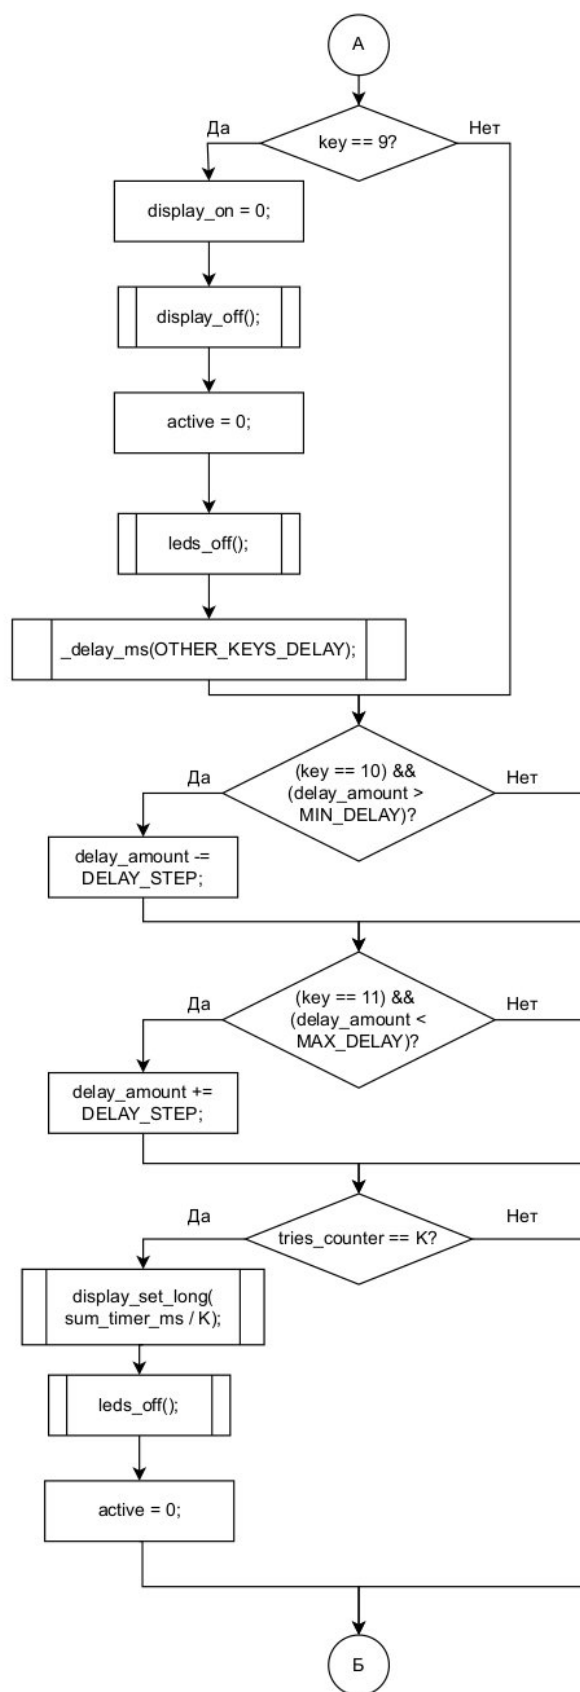 А
key == 9?
Да
Нет
display_on = 0;
display_off();
active = 0;
leds_off();
_delay_ms(OTHER_KEYS_DELAY);
(key == 10) &&
(delay_amount >
MIN_DELAY)?
Да
Нет
delay_amount -=
DELAY_STEP;
(key == 11) &&
(delay_amount <
MAX_DELAY)?
Да
Нет
delay_amount +=
DELAY_STEP;
tries_counter == K?
Да
Нет
display_set_long(
sum_timer_ms / K);
leds_off();
active = 0;
Б